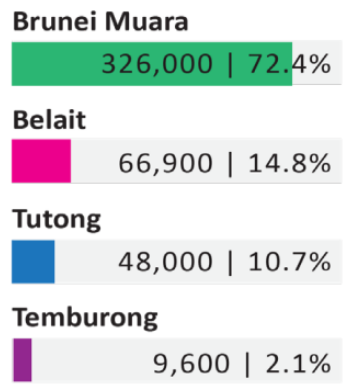 Brunei Muara
326,000 | 72.4%
Belait
66,900 | 14.8%
Tutong
48,000 | 10.7%
Temburong
9,600 | 2.1%